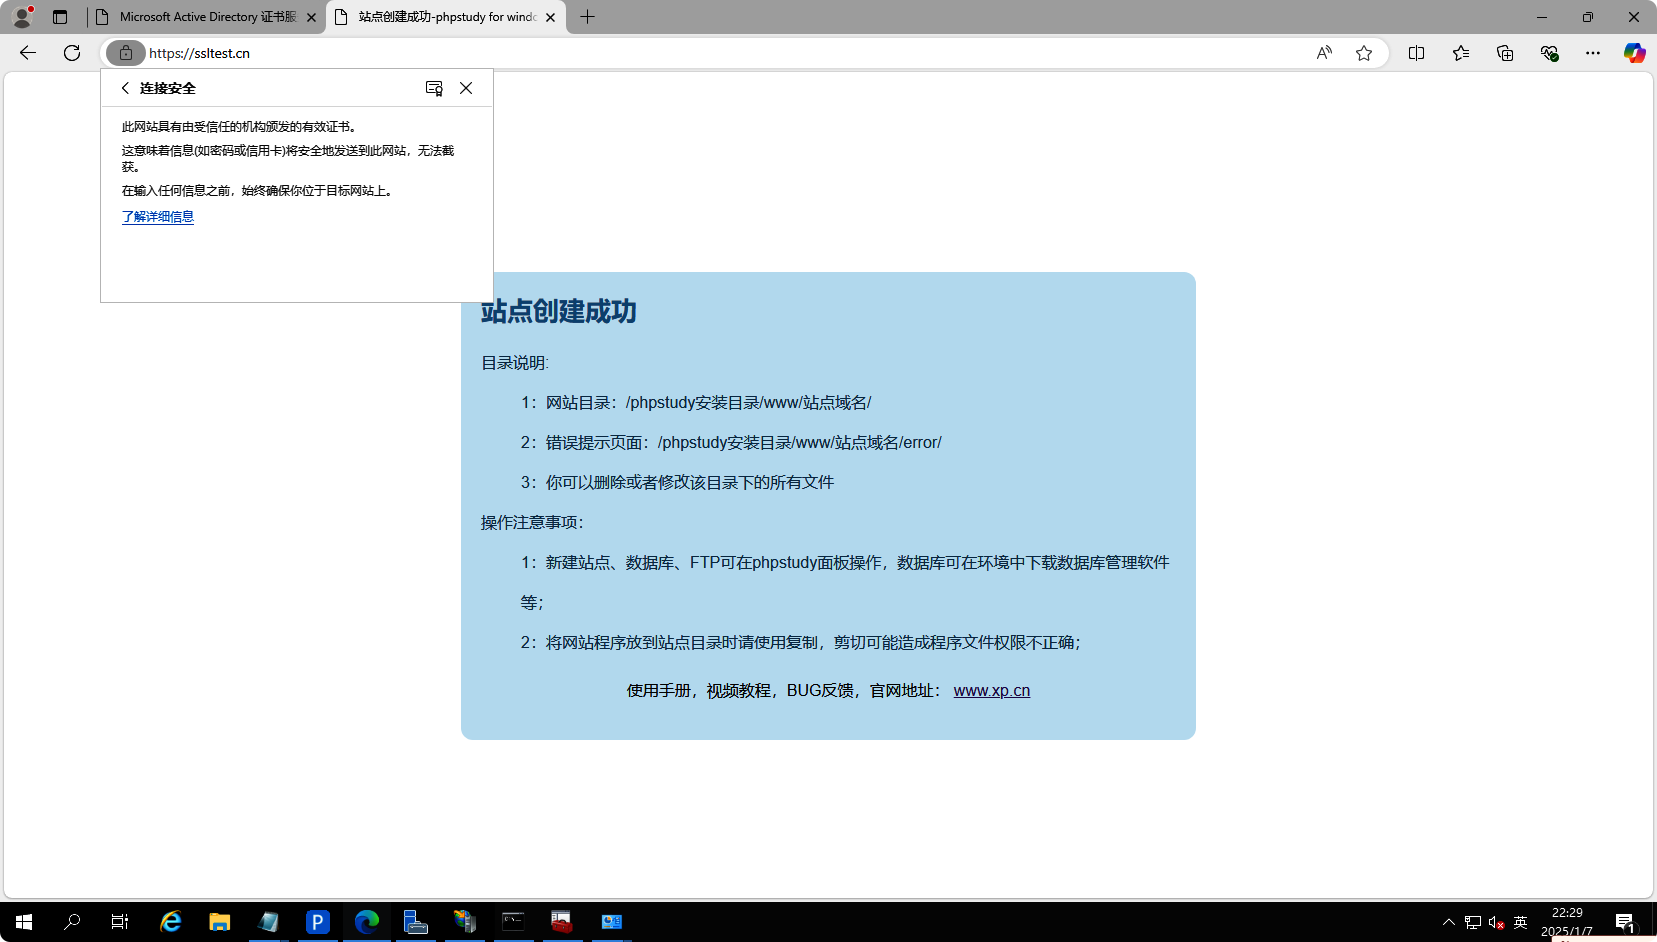 Microsoft Active Directory 证书服
站点创建成功-phpstudy for windo
https://ssltest.cn
连接安全
此网站具有由受信任的机构颁发的有效证书。
这意味着信息(如密码或信用卡)将安全地发送到此网站，无法截
获。
在输入任何信息之前，始终确保你位于目标网站上。
了解详细信息
站点创建成功
目录说明:
1：网站目录：/phpstudy安装目录/www/站点域名/
2：错误提示页面：/phpstudy安装目录/www/站点域名/error/
3：你可以删除或者修改该目录下的所有文件
操作注意事项：
1：新建站点、数据库、FTP可在phpstudy面板操作，数据库可在环境中下载数据库管理软件
等；
2：将网站程序放到站点目录时请使用复制，剪切可能造成程序文件权限不正确；
使用手册，视频教程，BUG反馈，官网地址： www.xp.cn
英
22:29
2025/1/7
1